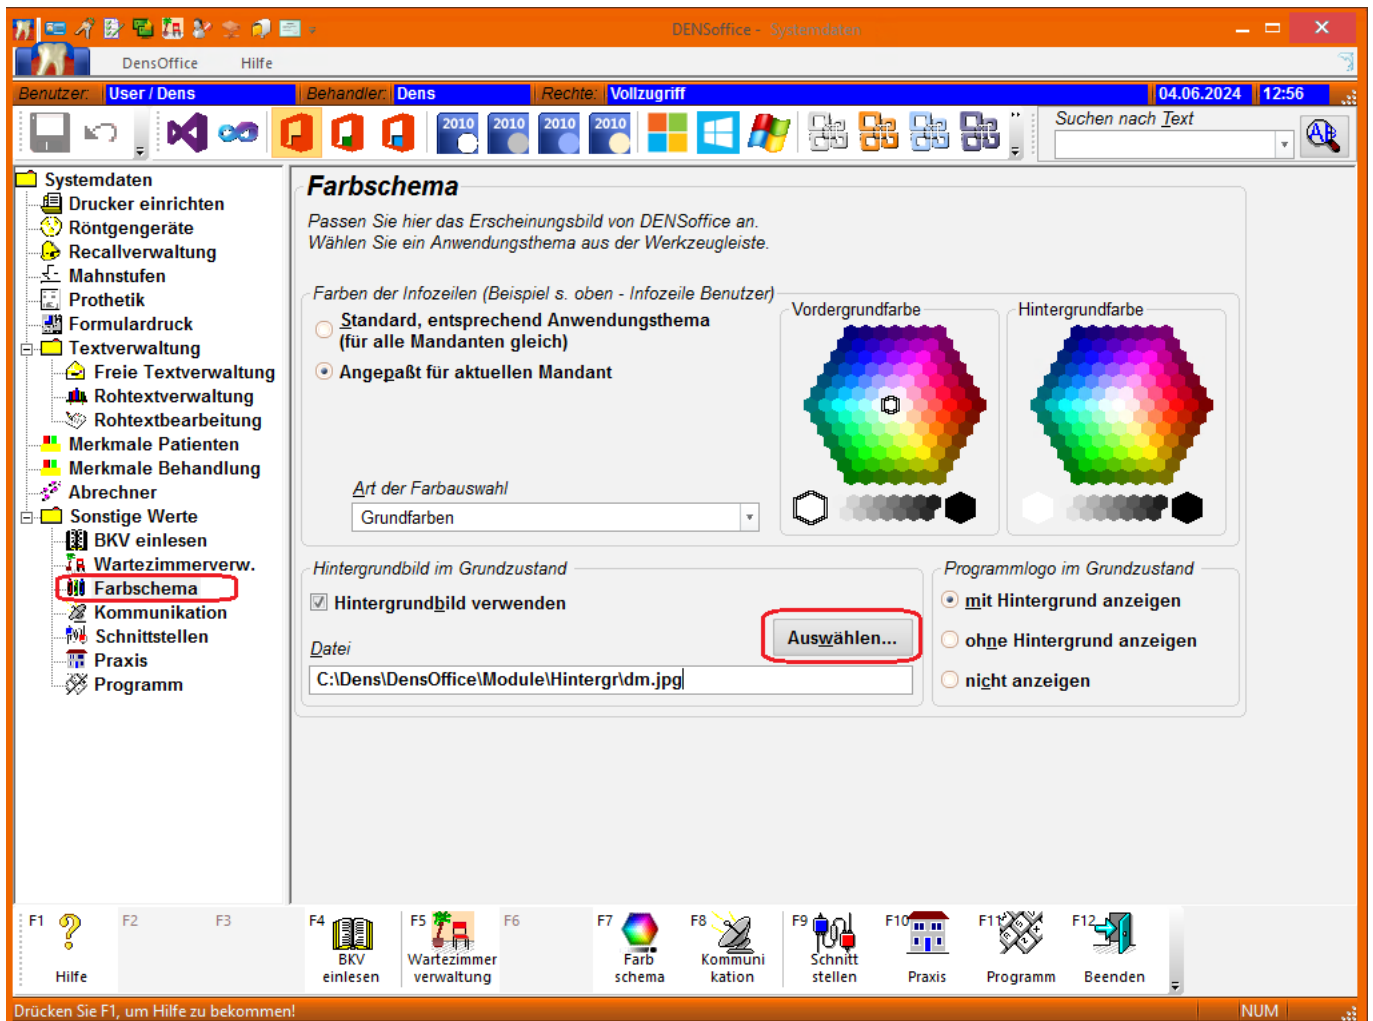 DENSoffice - Systemdaten
DensOffice Hilfe
Benutzer: User / Dens Behandler: Dens Rechte: Vollzugriff 04.06.2024 12:56
2010 2010 2010 2010
Suchen nach Text
Systemdaten
Drucker einrichten
Röntgengeräte
Recallverwaltung
Mahnstufen
Prothetik
Formulardruck
Textverwaltung
Freie Textverwaltung
Rohtextverwaltung
Rohtextbearbeitung
Merkmale Patienten
Merkmale Behandlung
Abrechner
Sonstige Werte
BKV einlesen
Wartezimmerverw.
Farbschema
Kommunikation
Schnittstellen
Praxis
Programm
Farbschema
Passen Sie hier das Erscheinungsbild von DENSoffice an.
Wählen Sie ein Anwendungsthema aus der Werkzeugleiste.
Farben der Infozeilen (Beispiel s. oben - Infozeile Benutzer)
Standard, entsprechend Anwendungsthema
(für alle Mandanten gleich)
Angepaßt für aktuellen Mandant
Art der Farbauswahl
Grundfarben
Vordergrundfarbe
Hintergrundfarbe
Hintergrundbild im Grundzustand
Hintergrundbild verwenden
Auswählen...
Datei
C:\Dens\DensOffice\Module\Hintergr\dm.jpg
Programmlogo im Grundzustand
mit Hintergrund anzeigen
ohne Hintergrund anzeigen
nicht anzeigen
F1 Hilfe
F2
F3
F4 BKV
einlesen
F5 Wartezimmer
verwaltung
F6
F7 Farb
schema
F8 Kommuni
kation
F9 Schnitt
stellen
F10 Praxis
F11 Programm
F12 Beenden
Drücken Sie F1, um Hilfe zu bekommen! NUM